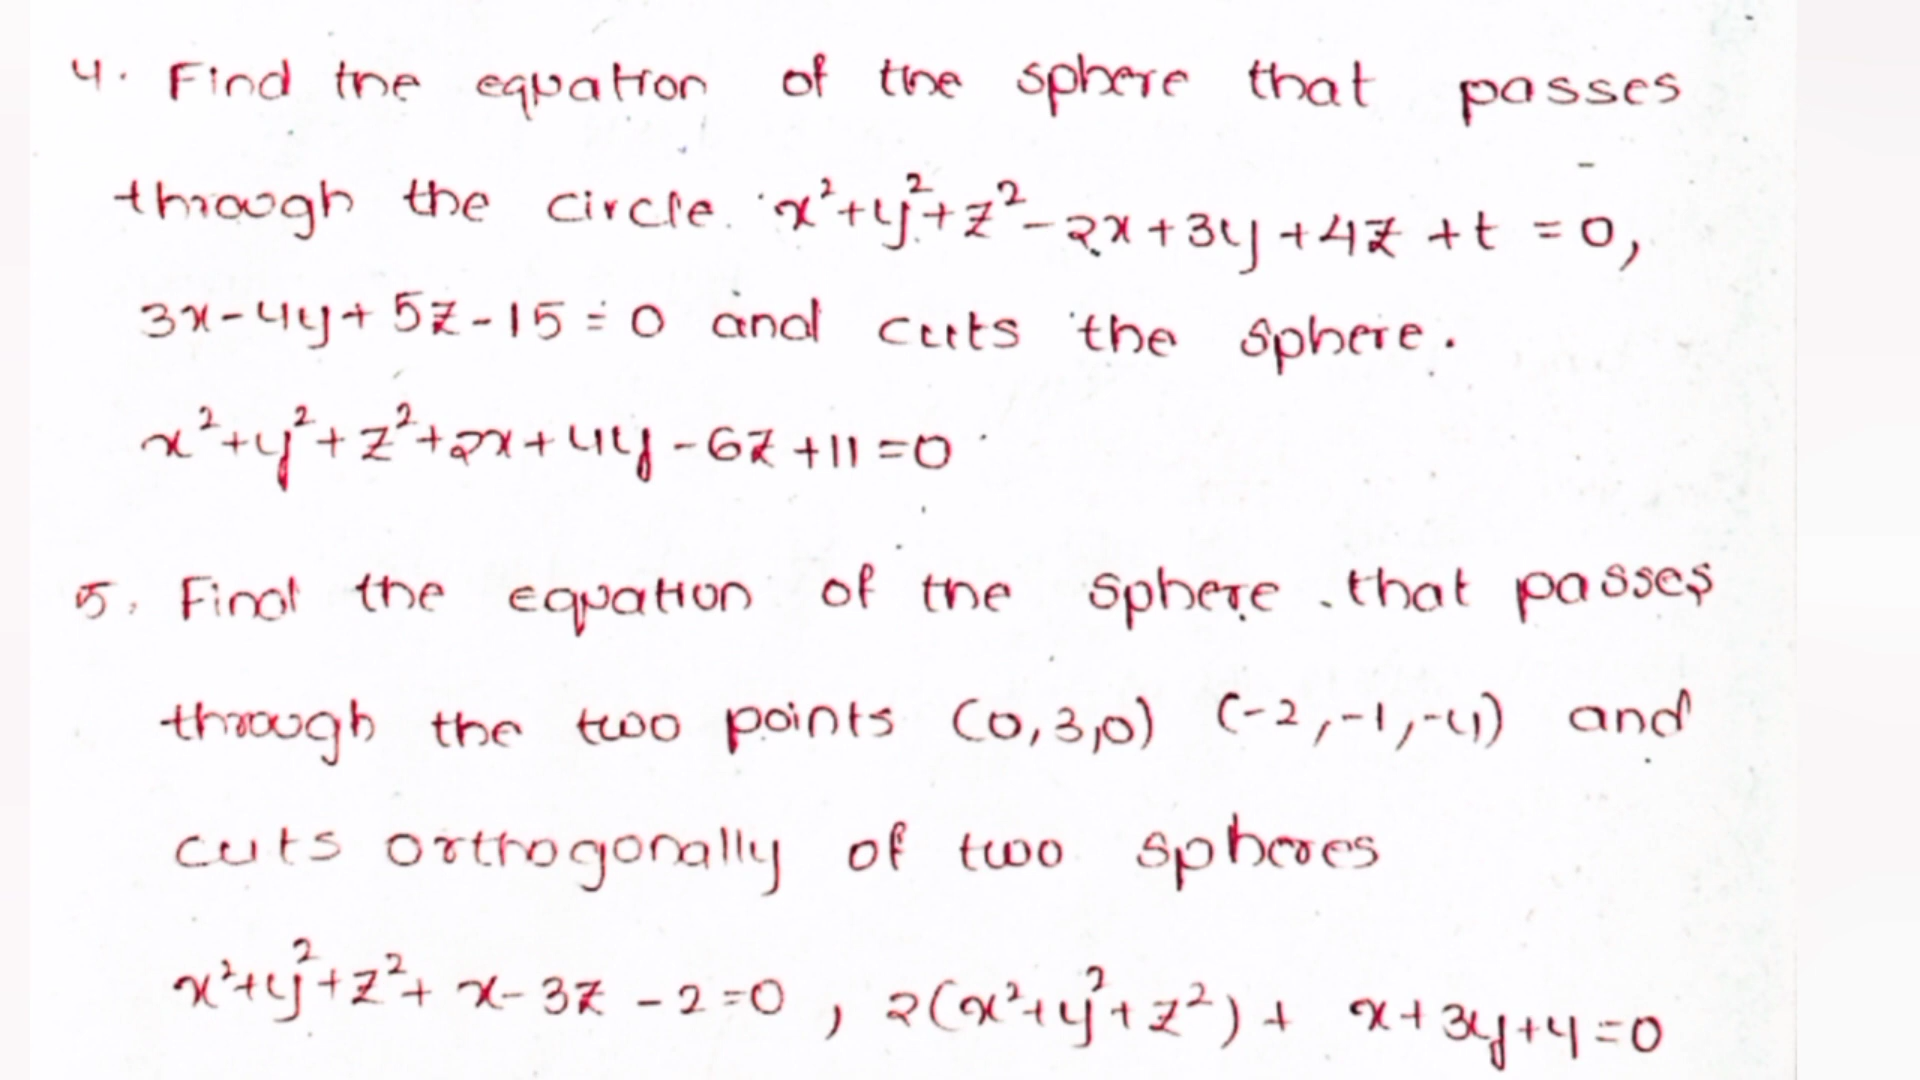 4. Find the equation of the sphere that passes
through the circle. x²+y²+z²-2x+3y+4z+t=0,
3x-4y+5z-15=0 and cuts the sphere.
x²+y²+z²+2x+4y-6z+11=0
5. Find the equation of the sphere that passes
through the two points (0,3,0) (-2,-1,-4) and
cuts orthogonally of two spheres
x²+y²+z²+x-3z-2=0, 2(x²+y²+z²)+x+3y+4=0